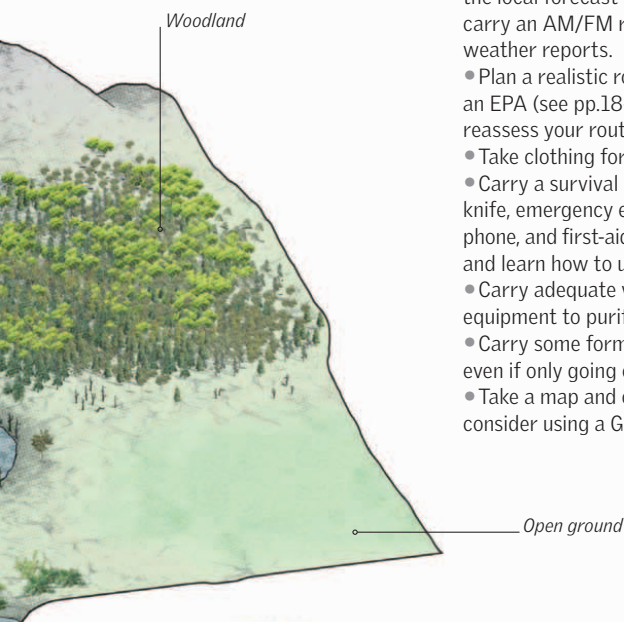 Woodland
the local forecast
carry an AM/FM r
weather reports.
•Plan a realistic ro
an EPA (see pp.18
reassess your rout
•Take clothing for
•Carry a survival
knife, emergency e
phone, and first-aid
and learn how to u
•Carry adequate v
equipment to purif
•Carry some form
even if only going
•Take a map and
consider using a G
Open ground